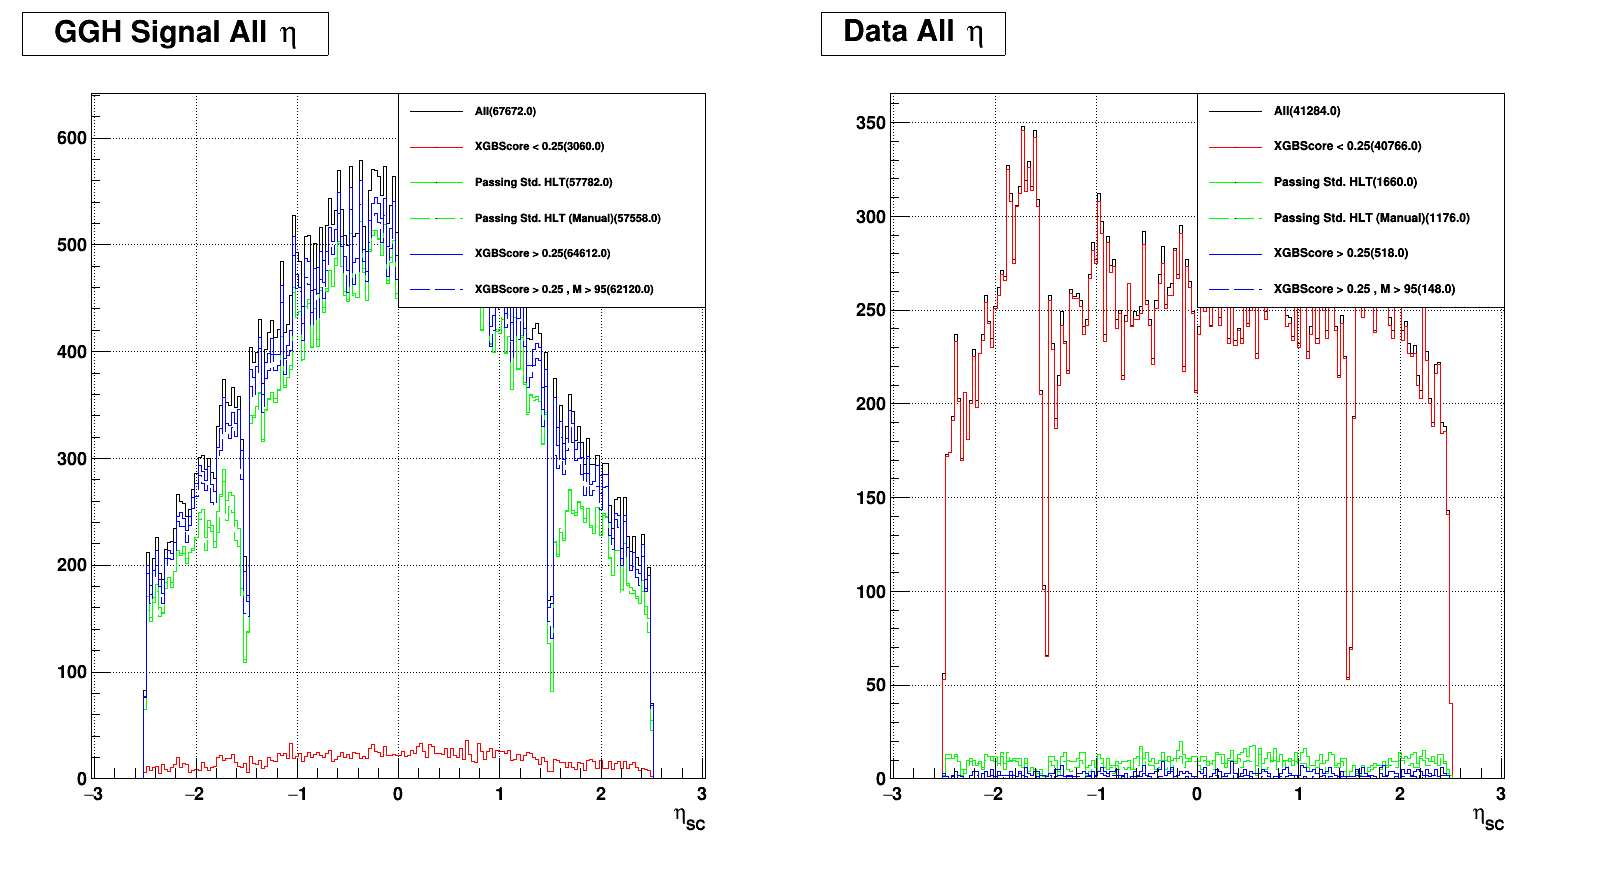 GGH Signal All η
All(67672.0)
XGBScore < 0.25(3060.0)
Passing Std. HLT(57782.0)
Passing Std. HLT (Manual)(57558.0)
XGBScore > 0.25(64612.0)
XGBScore > 0.25 , M > 95(62120.0)
600
500
400
300
200
100
0
−3 −2 −1 0 1 2 3
ηSC
Data All η
All(41284.0)
XGBScore < 0.25(40766.0)
Passing Std. HLT(1660.0)
Passing Std. HLT (Manual)(1176.0)
XGBScore > 0.25(518.0)
XGBScore > 0.25 , M > 95(148.0)
350
300
250
200
150
100
50
0
−3 −2 −1 0 1 2 3
ηSC